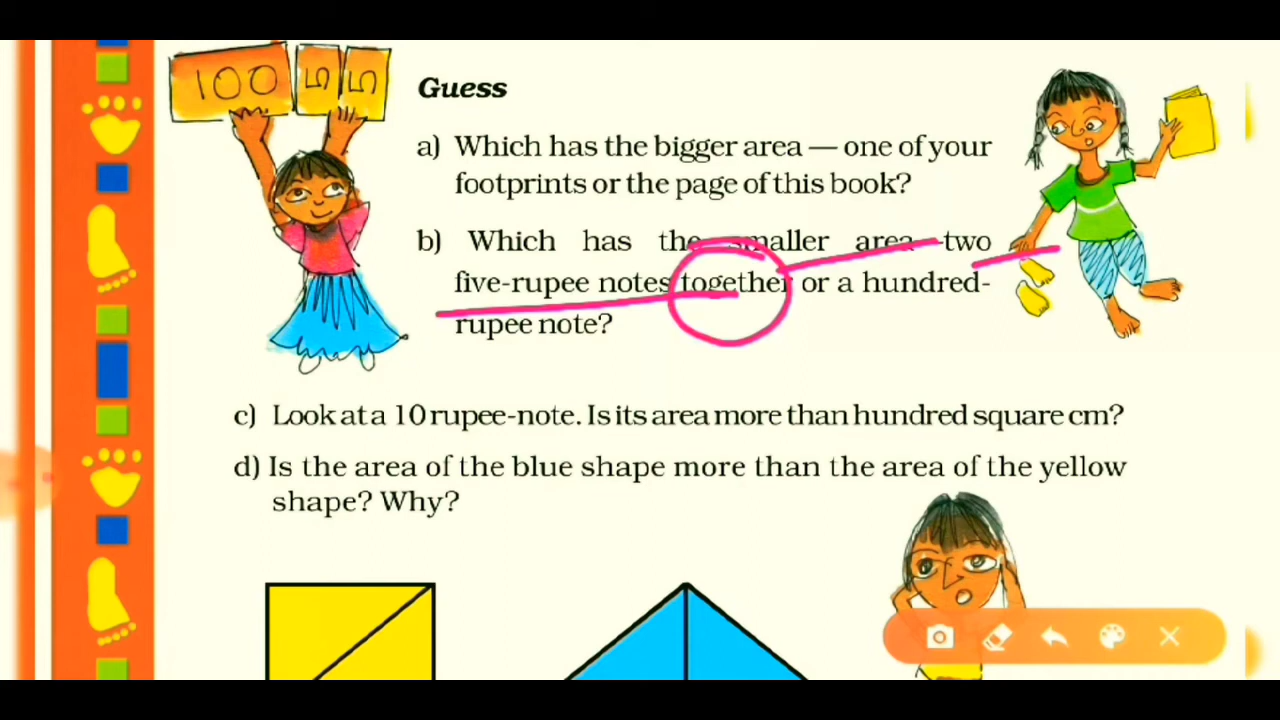 100 5 5
Guess
a) Which has the bigger area — one of your
footprints or the page of this book?
b) Which has the smaller area two
five-rupee notes together or a hundred-
rupee note?
c) Look at a 10 rupee-note. Is its area more than hundred square cm?
d) Is the area of the blue shape more than the area of the yellow
shape? Why?